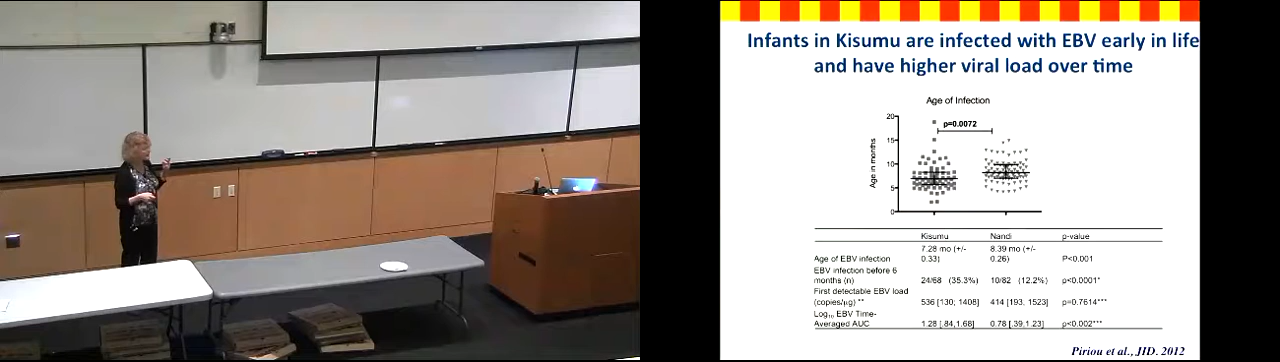 Infants in Kisumu are infected with EBV early in life
and have higher viral load over time
Age of Infection
p=0.0072
Age in months
20
15
10
5
0
Kisumu Nandi p-value
Age of EBV infection 7.28 mo (+/- 0.33) 8.39 mo (+/- 0.26) P<0.001
EBV infection before 6 months (n) 24/68 (35.3%) 10/82 (12.2%) p<0.0001*
First detectable EBV load (copies/µg) ** 536 [130; 1408] 414 [193, 1523] p=0.7614***
Log₁₀ EBV Time-Averaged AUC 1.28 [.84,1.68] 0.78 [.39,1.23] p<0.002***
Piriou et al., JID. 2012